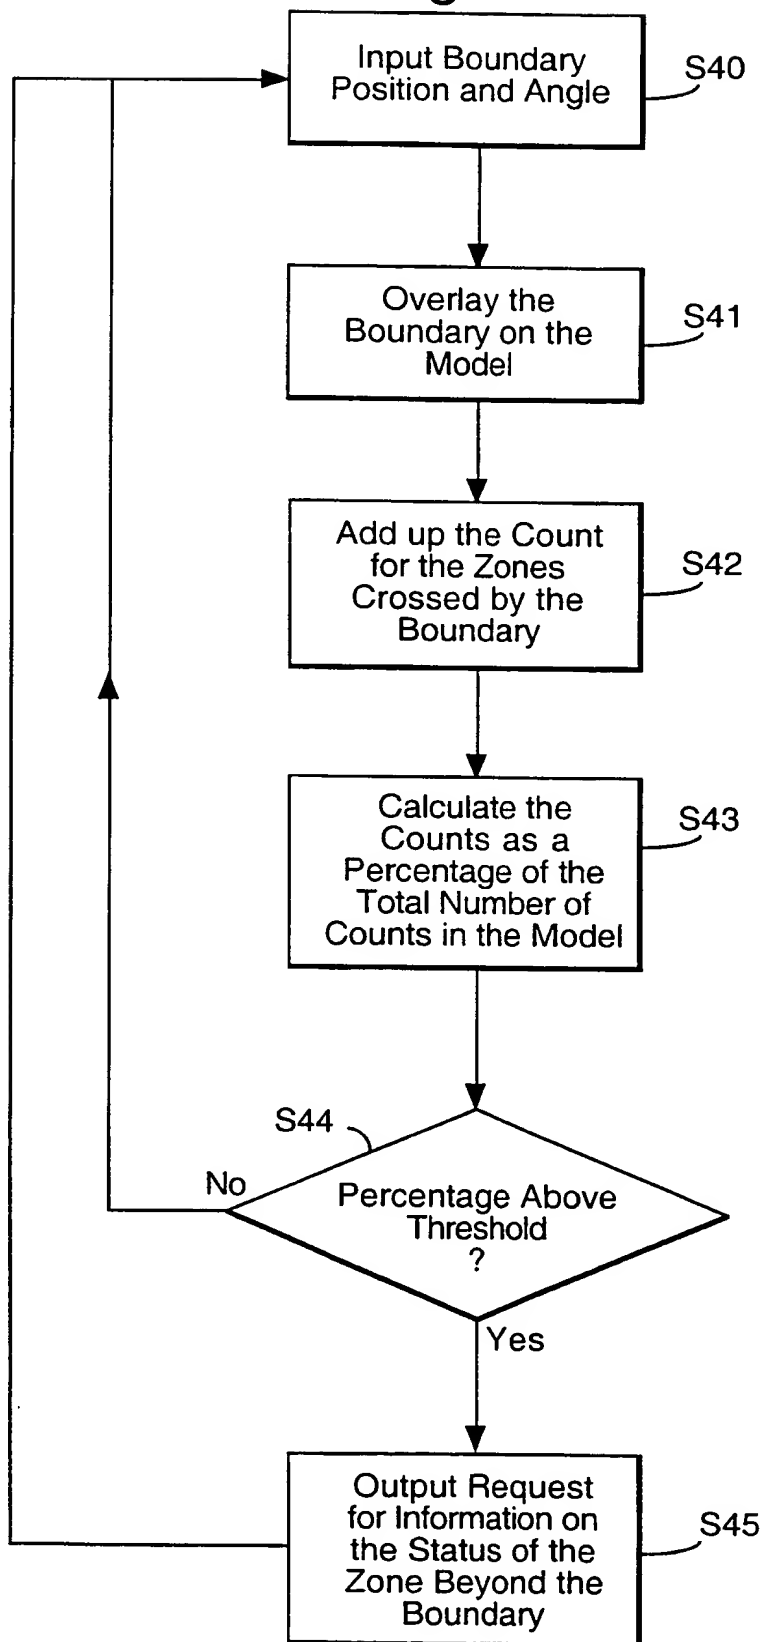 Input Boundary
Position and Angle
S40
Overlay the
Boundary on the
Model
S41
Add up the Count
for the Zones
Crossed by the
Boundary
S42
Calculate the
Counts as a
Percentage of the
Total Number of
Counts in the Model
S43
S44
No
Percentage Above
Threshold
?
Yes
Output Request
for Information on
the Status of the
Zone Beyond the
Boundary
S45